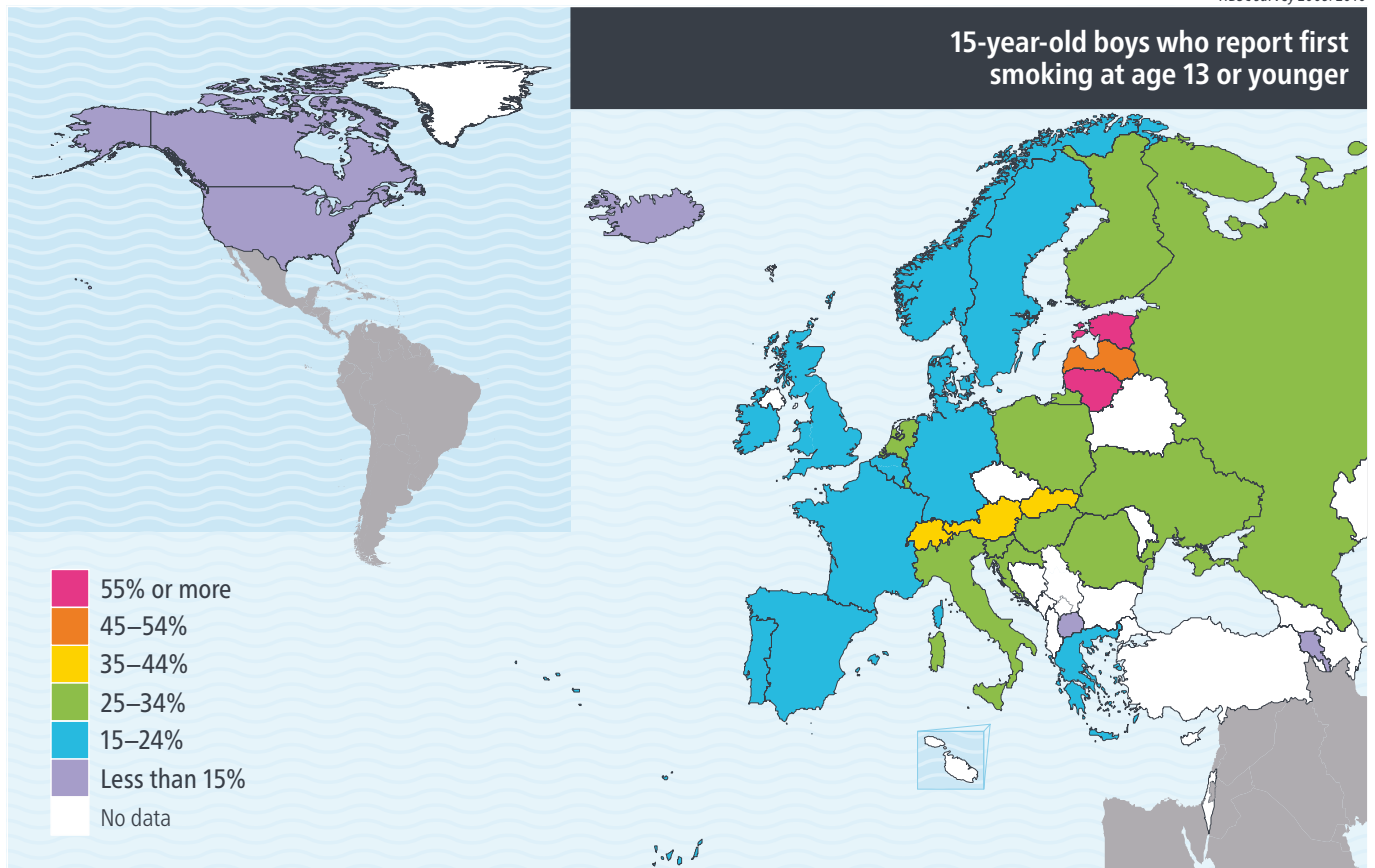 15-year-old boys who report first
smoking at age 13 or younger
55% or more
45–54%
35–44%
25–34%
15–24%
Less than 15%
No data